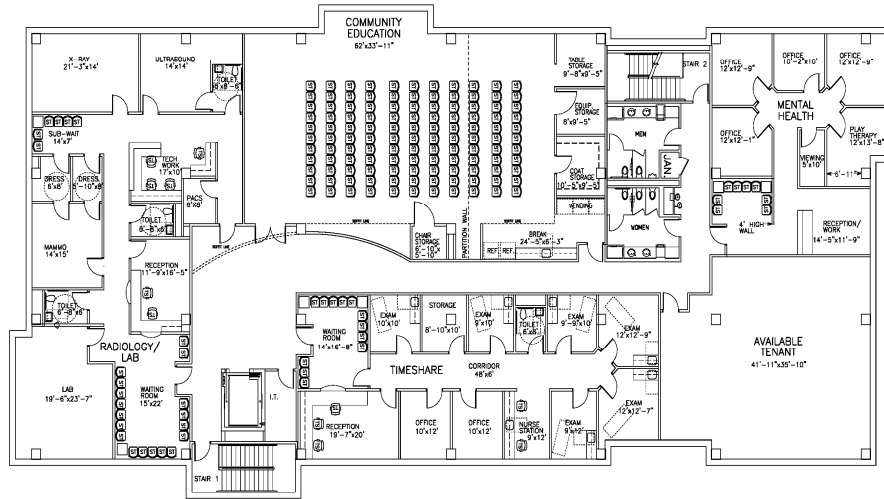 COMMUNITY
EDUCATION
62'x33'-11"
X-RAY
21'-3"x14'
ULTRASOUND
14'x14'
TOILET
TABLE
STORAGE
9'-8"x9'-5"
STAIR 2
OFFICE
12'x12'-9"
OFFICE
10'-2"x10'
OFFICE
12'x12'-9"
MENTAL
HEALTH
EQUIP.
STORAGE
8'x9'-5"
MEN
JAN
OFFICE
12'x12'-1"
VIEWING
5'x10'
PLAY
THERAPY
12'x13'-8"
6'-11"
SUB-WAIT
14'x7'
TECH
WORK
17'x10'
DRESS
6'x8'
DRESS
5'-10"x8'
PACS
6'x8'
COAT
STORAGE
10'-5"x9'-5"
VENDING
WOMEN
4' HIGH
WALL
RECEPTION/
WORK
14'-5"x11'-9"
TOILET
6'-8"x6'
CHAIR
STORAGE
6'-10"x
5'-10"
PARTITION WALL
BREAK
24'-5"x6'-3"
REF.
REF.
MAMMO
14'x15'
RECEPTION
11'-9"x16'-5"
TOILET
6'-8"x6'
RADIOLOGY/
LAB
LAB
19'-6"x23'-7"
WAITING
ROOM
15'x22'
I.T.
STAIR 1
WAITING
ROOM
14'x16'-8"
EXAM
10'x10'
STORAGE
8'-10"x10'
EXAM
9'x10'
TOILET
6'x8'
EXAM
9'-9"x10'
EXAM
12'x12'-9"
TIMESHARE
CORRIDOR
48'x6'
RECEPTION
19'-7"x20'
OFFICE
10'x12'
OFFICE
10'x12'
NURSE
STATION
9'x12'
EXAM
9'x12'
EXAM
12'x12'-7"
AVAILABLE
TENANT
41'-11"x35'-10"